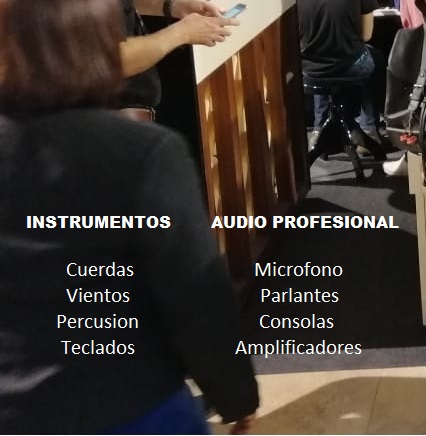 INSTRUMENTOS
Cuerdas
Vientos
Percusion
Teclados
AUDIO PROFESIONAL
Microfono
Parlantes
Consolas
Amplificadores